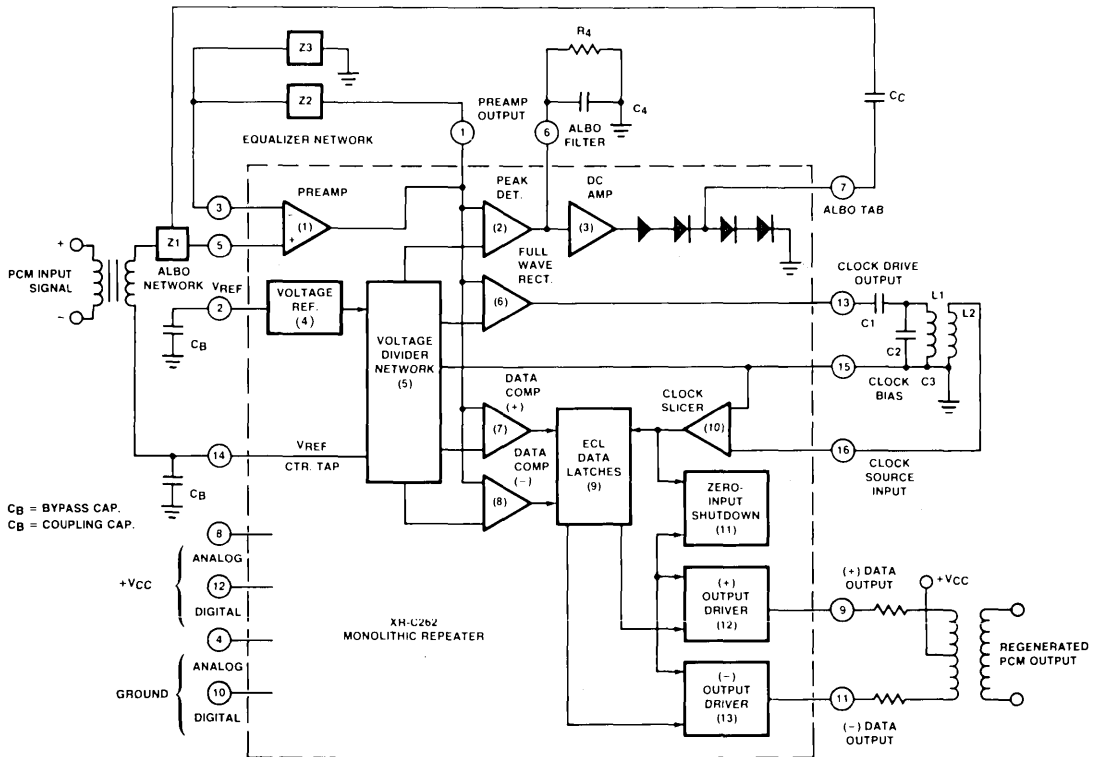 R4
Z3
CC
Z2
PREAMP
OUTPUT
C4
EQUALIZER NETWORK
1
6
ALBO
FILTER
PREAMP
PEAK
DET.
DC
AMP
7
ALBO TAB
3
-
(1)
+
(2)
(3)
5
+
Z1
PCM INPUT
SIGNAL
ALBO
NETWORK
-
FULL
WAVE
RECT.
CLOCK DRIVE
OUTPUT
VREF
2
VOLTAGE
REF.
(4)
(6)
13
L1
L2
C1
C2
CB
VOLTAGE
DIVIDER
NETWORK
(5)
15
CLOCK
BIAS
C3
DATA
COMP
(+)
CLOCK
SLICER
(7)
(10)
ECL
DATA
LATCHES
(9)
14
VREF
CTR. TAP
DATA
COMP
(-)
16
CLOCK
SOURCE
INPUT
CB
(8)
ZERO-
INPUT
SHUTDOWN
(11)
CB = BYPASS CAP.
CB = COUPLING CAP.
8
ANALOG
+VCC
12
DIGITAL
(+)
OUTPUT
DRIVER
(12)
(+) DATA
OUTPUT
9
+VCC
XR-C262
MONOLITHIC REPEATER
4
ANALOG
GROUND
10
DIGITAL
REGENERATED
PCM OUTPUT
(-)
OUTPUT
DRIVER
(13)
11
(-) DATA
OUTPUT